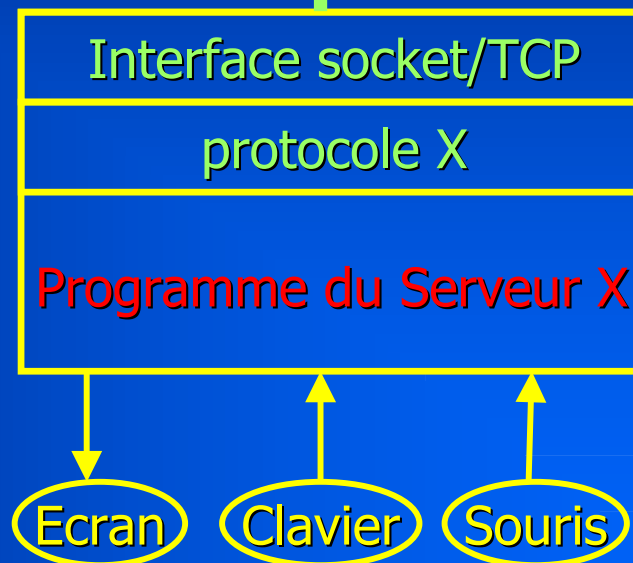 Interface socket/TCP
protocole X
Programme du Serveur X
Ecran Clavier Souris